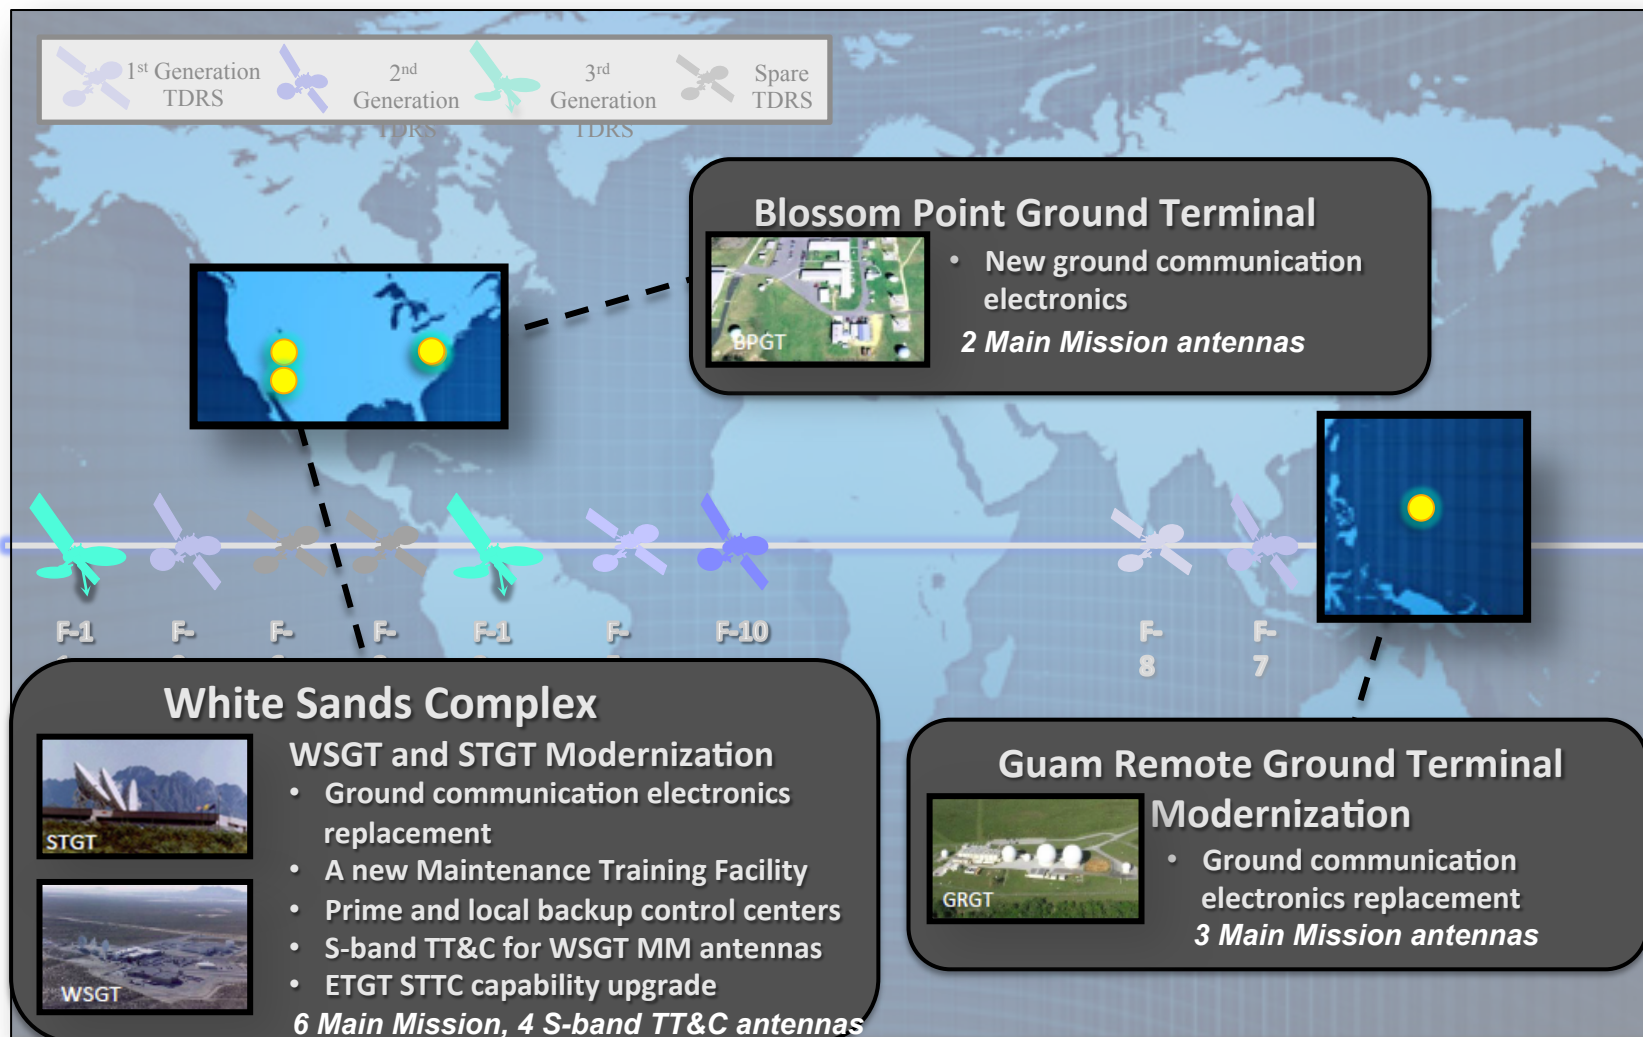 1st Generation
TDRS
2nd
Generation
TDRS
3rd
Generation
TDRS
Spare
TDRS
Blossom Point Ground Terminal
BPGT
• New ground communication
electronics
2 Main Mission antennas
F-1
F-
F-
F-
F-1
F-
F-10
F-
8
F-
7
White Sands Complex
STGT
WSGT
WSGT and STGT Modernization
• Ground communication electronics
replacement
• A new Maintenance Training Facility
• Prime and local backup control centers
• S-band TT&C for WSGT MM antennas
• ETGT STTC capability upgrade
6 Main Mission, 4 S-band TT&C antennas
Guam Remote Ground Terminal
Modernization
GRGT
• Ground communication
electronics replacement
3 Main Mission antennas